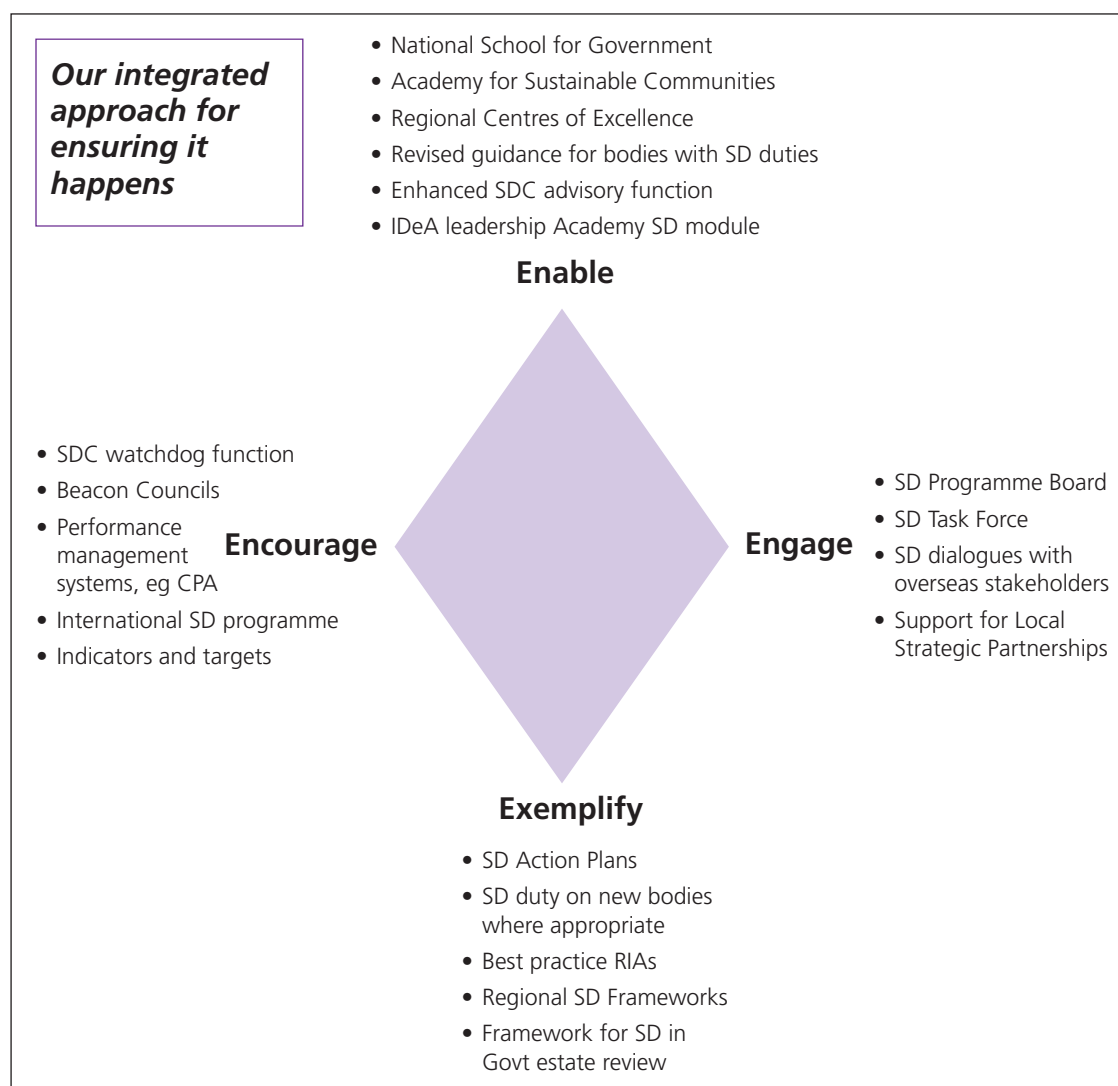 Our integrated
approach for
ensuring it
happens
• National School for Government
• Academy for Sustainable Communities
• Regional Centres of Excellence
• Revised guidance for bodies with SD duties
• Enhanced SDC advisory function
• IDeA leadership Academy SD module
Enable
• SDC watchdog function
• Beacon Councils
• Performance
management
systems, eg CPA
• International SD programme
• Indicators and targets
Encourage
Engage
• SD Programme Board
• SD Task Force
• SD dialogues with
overseas stakeholders
• Support for Local
Strategic Partnerships
Exemplify
• SD Action Plans
• SD duty on new bodies
where appropriate
• Best practice RIAs
• Regional SD Frameworks
• Framework for SD in
Govt estate review